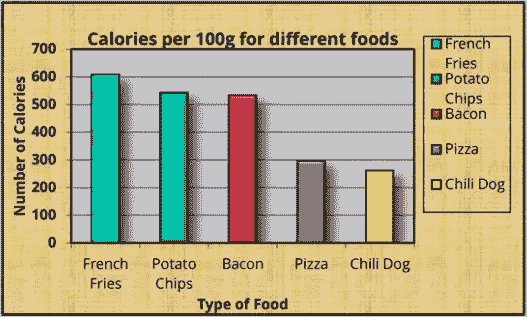 Calories per 100g for different foods
Number of Calories
700
600
500
400
300
200
100
0
French
Fries
Potato
Chips
Bacon
Pizza
Chili Dog
Type of Food
French
Fries
Potato
Chips
Bacon
Pizza
Chili Dog